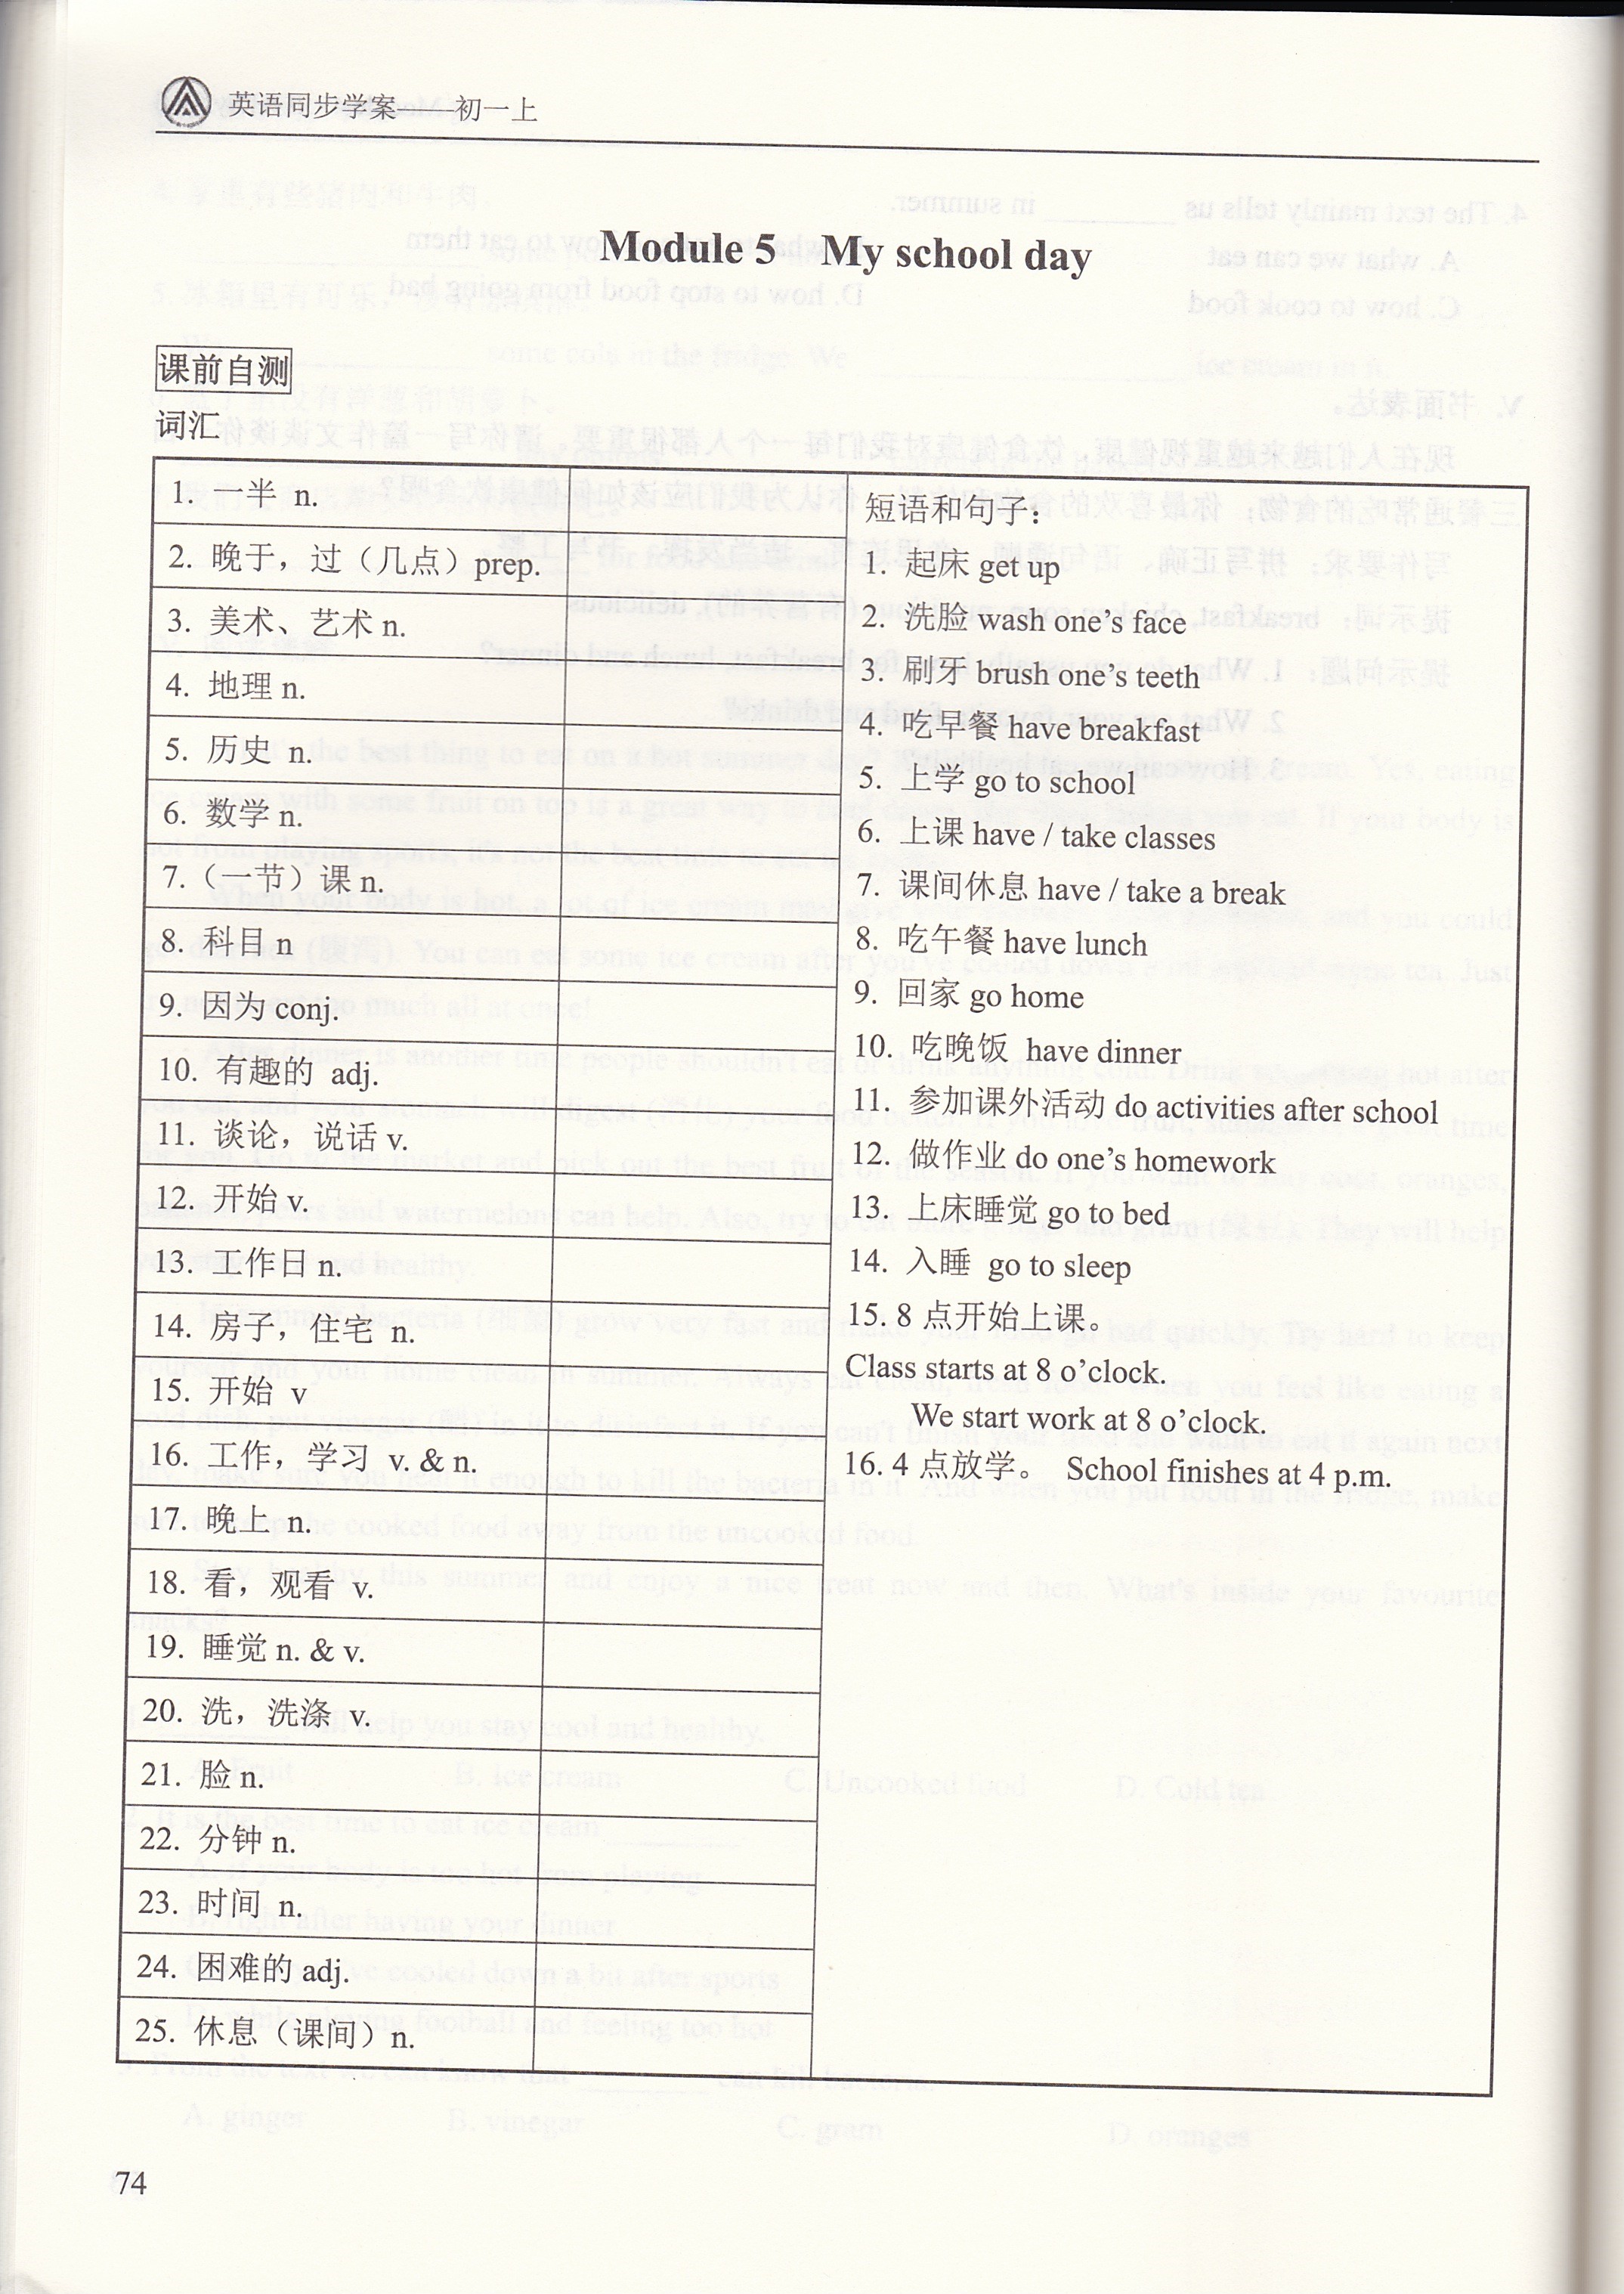 英语同步学案——初一上
Module 5 My school day
课前自测
词汇
1. 一半 n.
2. 晚于，过（几点）prep.
3. 美术、艺术 n.
4. 地理 n.
5. 历史 n.
6. 数学 n.
7.（一节）课 n.
8. 科目 n
9. 因为 conj.
10. 有趣的 adj.
11. 谈论，说话 v.
12. 开始 v.
13. 工作日 n.
14. 房子，住宅 n.
15. 开始 v
16. 工作，学习 v. & n.
17. 晚上 n.
18. 看，观看 v.
19. 睡觉 n. & v.
20. 洗，洗涤 v.
21. 脸 n.
22. 分钟 n.
23. 时间 n.
24. 困难的 adj.
25. 休息（课间）n.
短语和句子：
1. 起床 get up
2. 洗脸 wash one's face
3. 刷牙 brush one's teeth
4. 吃早餐 have breakfast
5. 上学 go to school
6. 上课 have / take classes
7. 课间休息 have / take a break
8. 吃午餐 have lunch
9. 回家 go home
10. 吃晚饭 have dinner
11. 参加课外活动 do activities after school
12. 做作业 do one's homework
13. 上床睡觉 go to bed
14. 入睡 go to sleep
15. 8 点开始上课。
Class starts at 8 o'clock.
We start work at 8 o'clock.
16. 4 点放学。 School finishes at 4 p.m.
74